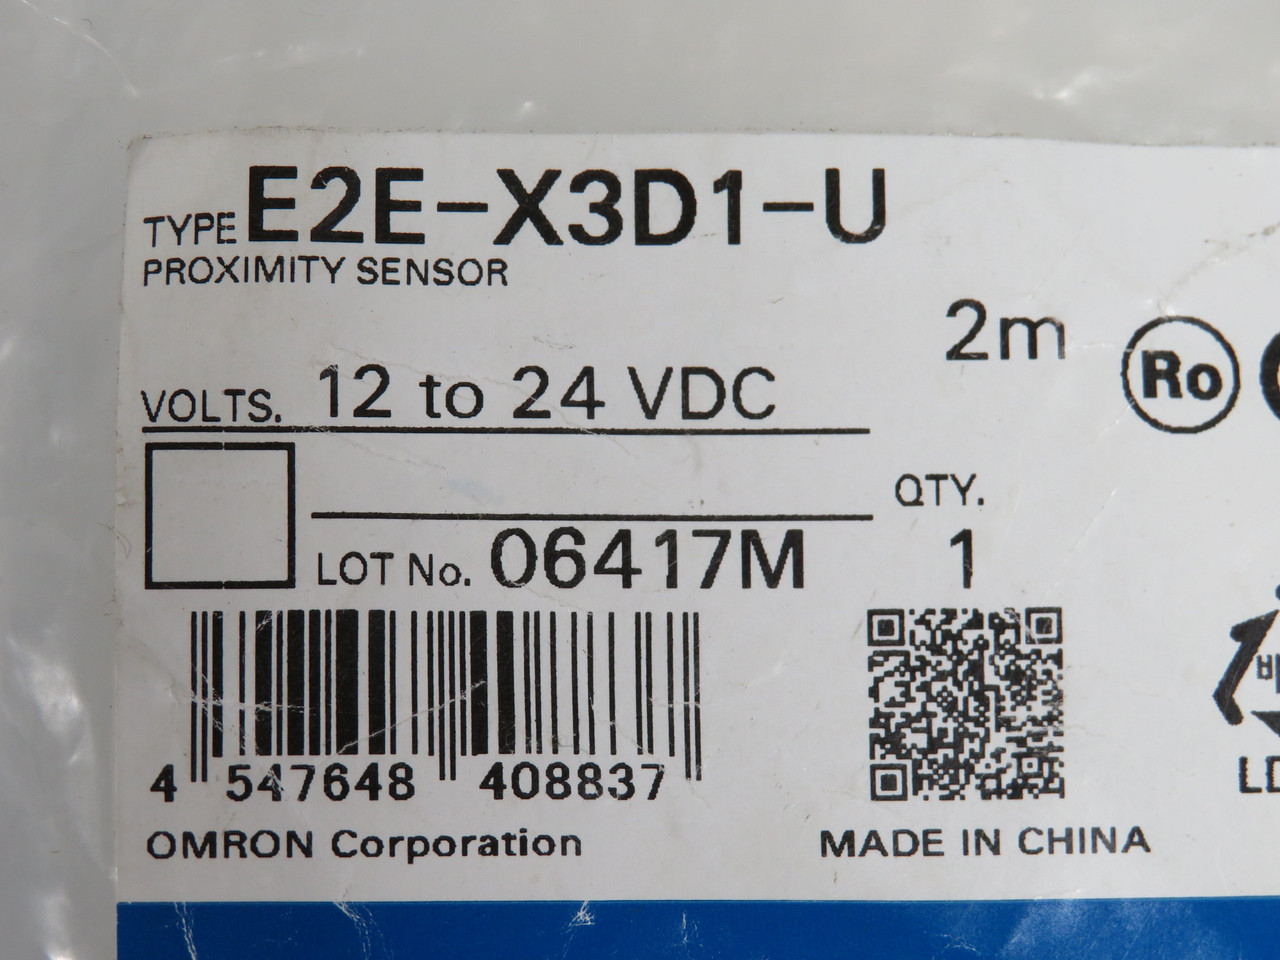 TYPE E2E-X3D1-U
PROXIMITY SENSOR
2m
Ro
VOLTS. 12 to 24 VDC
QTY.
1
LOT No. 06417M
4 547648 408837
OMRON Corporation
MADE IN CHINA